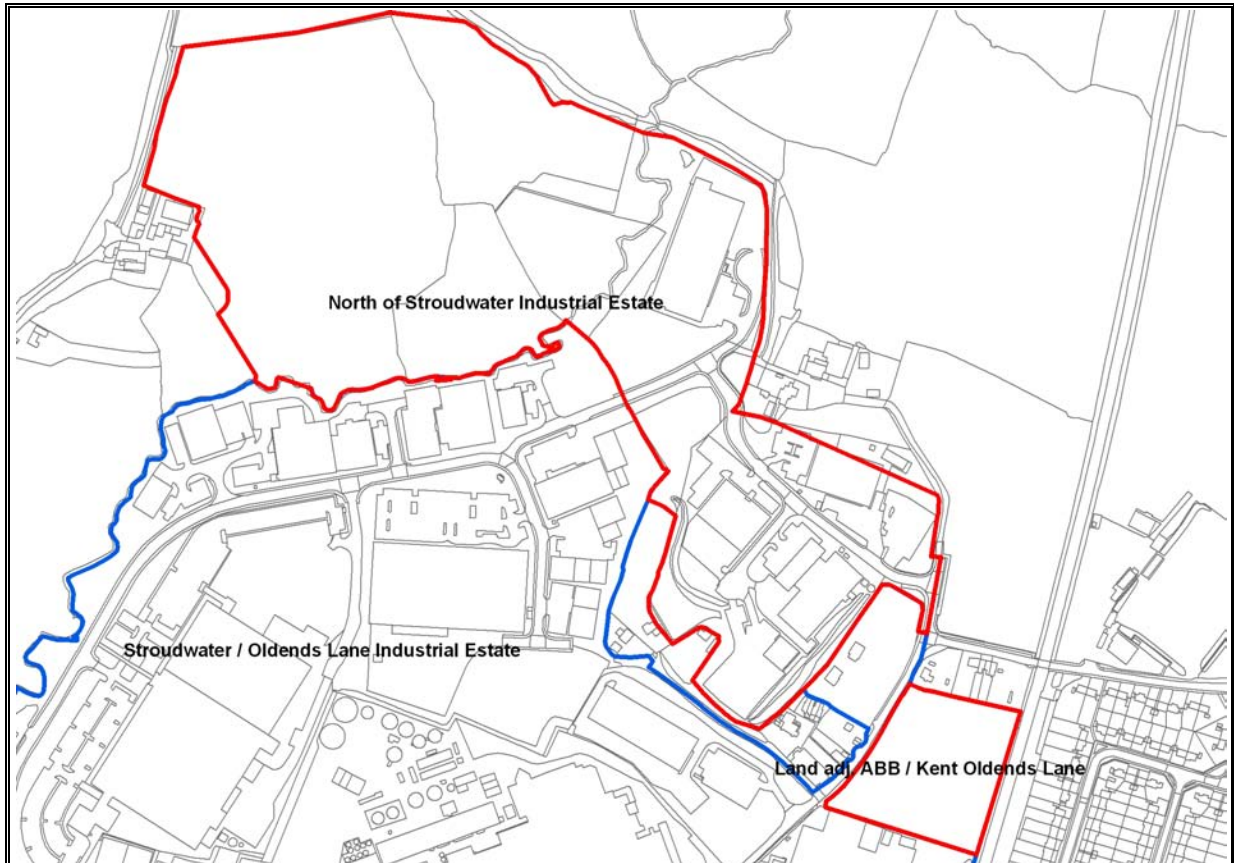 North of Stroudwater Industrial Estate
Stroudwater / Oldends Lane Industrial Estate
Land adj. ABB / Kent Oldends Lane